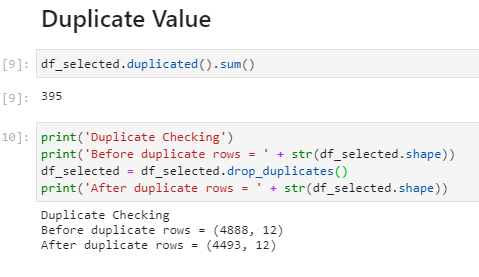 Duplicate Value
[9]: df_selected.duplicated().sum()
[9]: 395
10]: print('Duplicate Checking')
print('Before duplicate rows = ' + str(df_selected.shape))
df_selected = df_selected.drop_duplicates()
print('After duplicate rows = ' + str(df_selected.shape))
Duplicate Checking
Before duplicate rows = (4888, 12)
After duplicate rows = (4493, 12)